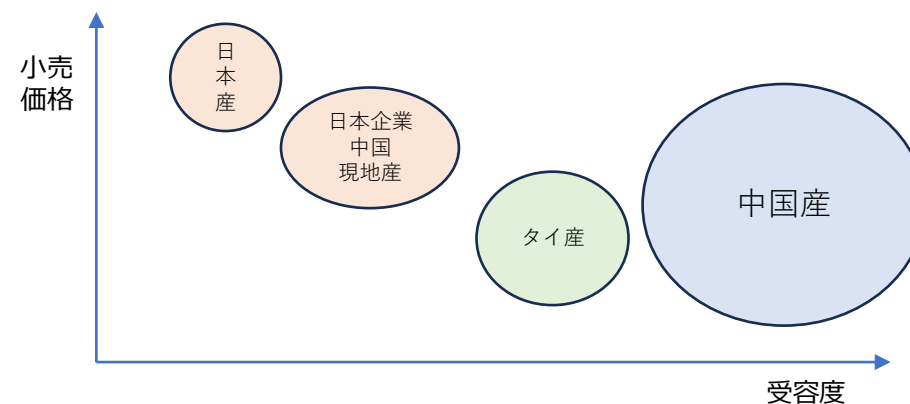 小売
価格
日
本
産
日本企業
中国
現地産
タイ産
中国産
受容度